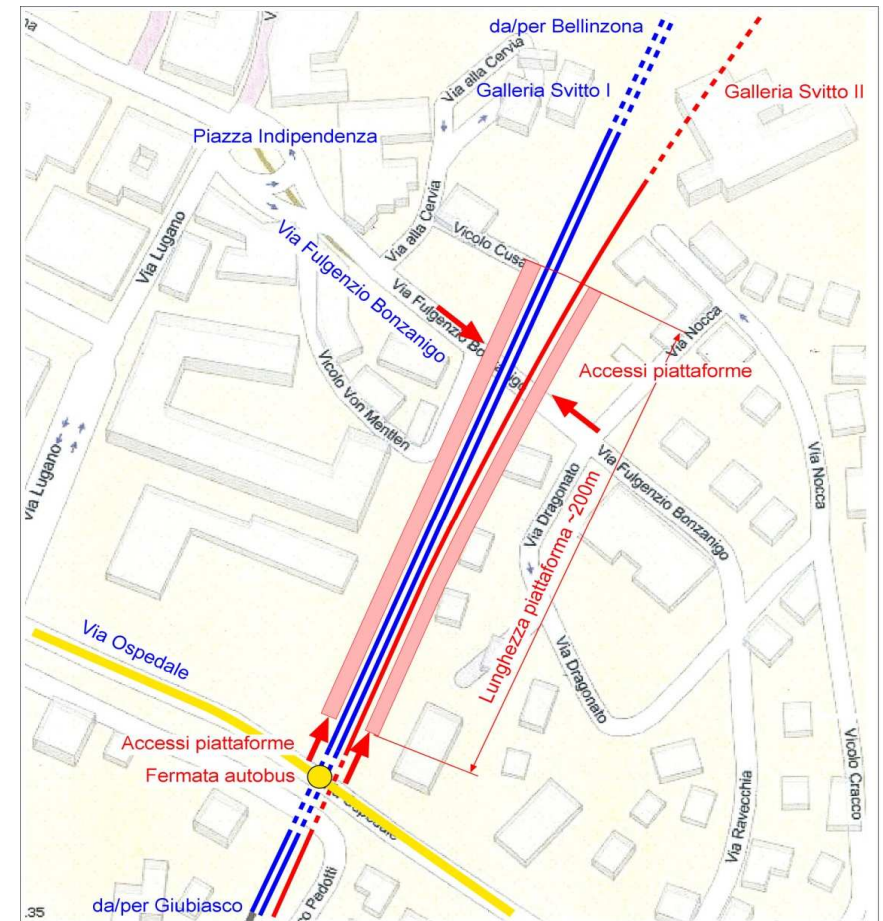 da/per Bellinzona
Via alla Cervia
Galleria Svitto I
Galleria Svitto II
Piazza Indipendenza
Via alla Cervia
Vicolo Cusa
Via Lugano
Via Fulgenzio Bonzanigo
Via Fulgenzio Bo
nigo
Via Nocca
Accessi piattaforme
Vicolo Von Mentlen
Via Lugano
Via Nocca
Via Fulgenzio Bonzanigo
Via Dragonato
Lunghezza piattaforma ~200m
Via Ospedale
Via Dragonato
Accessi piattaforme
Fermata autobus
Vicolo Cracco
Via Ravecchia
Ospedale
co Pedotti
da/per Giubiasco
.35